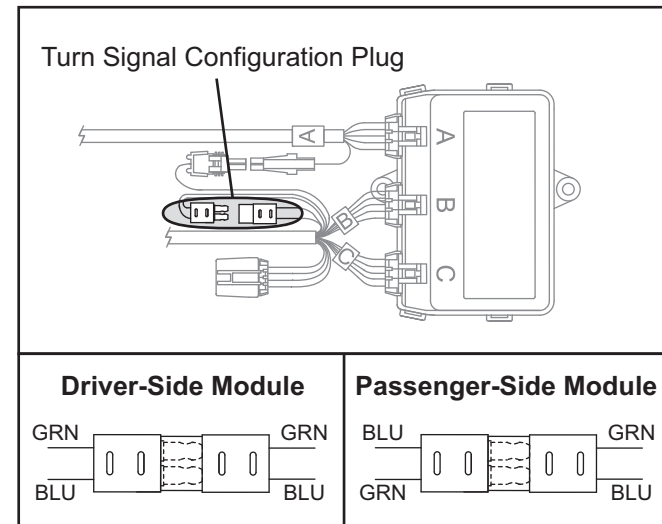 Turn Signal Configuration Plug
A
A
B
B
C
C
Driver-Side Module
GRN GRN
BLU BLU
Passenger-Side Module
BLU GRN
GRN BLU